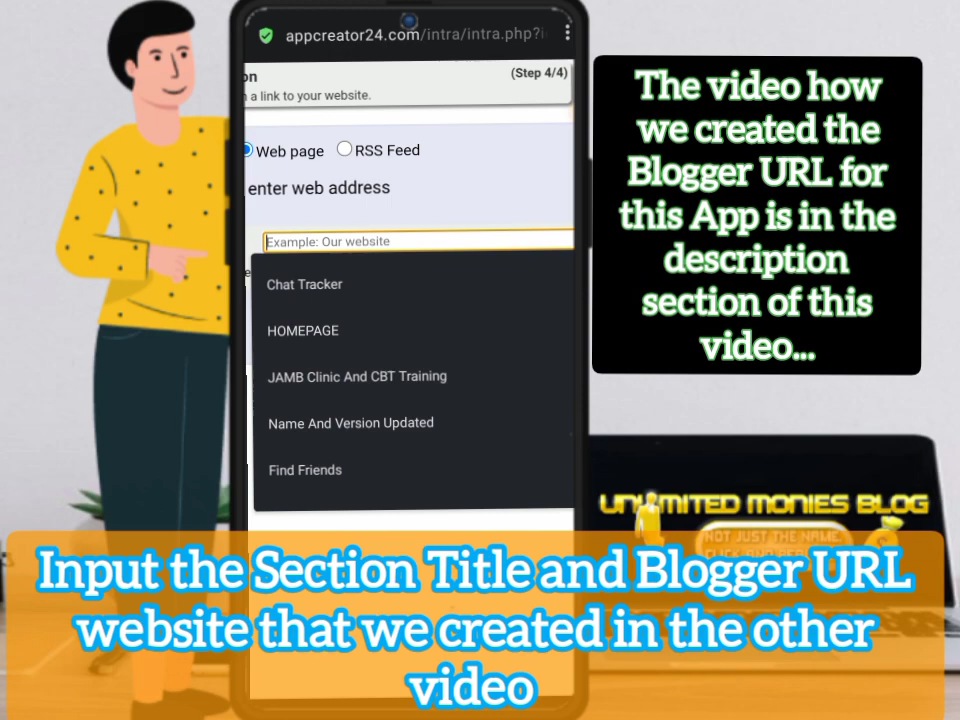 appcreator24.com/intra/intra.php?i
on
(Step 4/4)
a link to your website.
Web page
RSS Feed
enter web address
Example: Our website
Chat Tracker
HOMEPAGE
JAMB Clinic And CBT Training
Name And Version Updated
Find Friends
The video how
we created the
Blogger URL for
this App is in the
description
section of this
video...
UNLIMITED MONIES BLOG
NOT JUST THE NAME,
Input the Section Title and Blogger URL
website that we created in the other
video